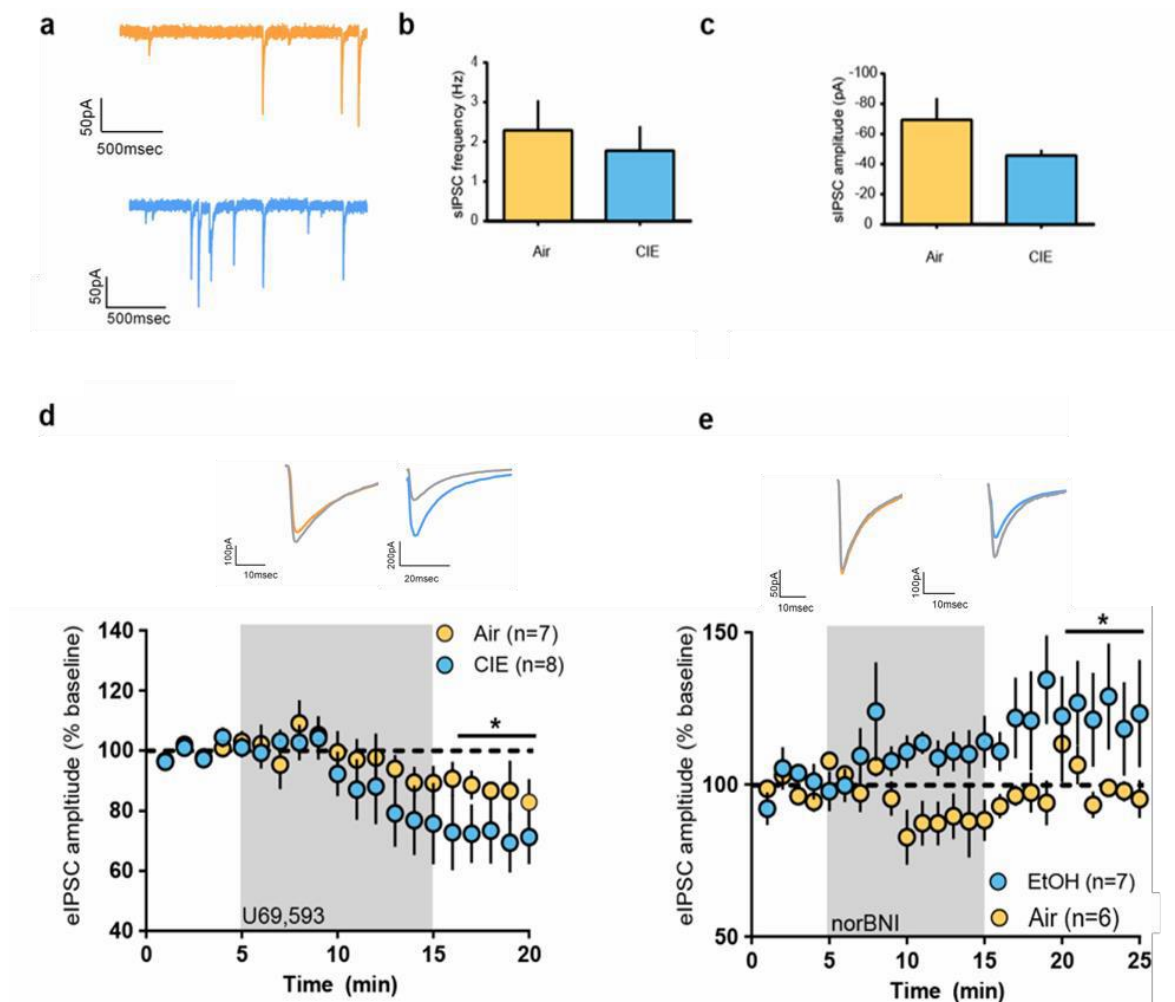 a
50pA
500msec
50pA
500msec
b
sIPSC frequency (Hz)
4
3
2
1
0
Air
CIE
c
sIPSC amplitude (pA)
-100
-80
-60
-40
-20
0
Air
CIE
d
100pA
10msec
200pA
20msec
eIPSC ampltiude (% baseline)
140
120
100
80
60
40
Air (n=7)
CIE (n=8)
*
U69,593
0
5
10
15
20
Time (min)
e
50pA
10msec
100pA
10msec
eIPSC ampltiude (% baseline)
150
100
50
*
EtOH (n=7)
Air (n=6)
norBNI
0
5
10
15
20
25
Time (min)